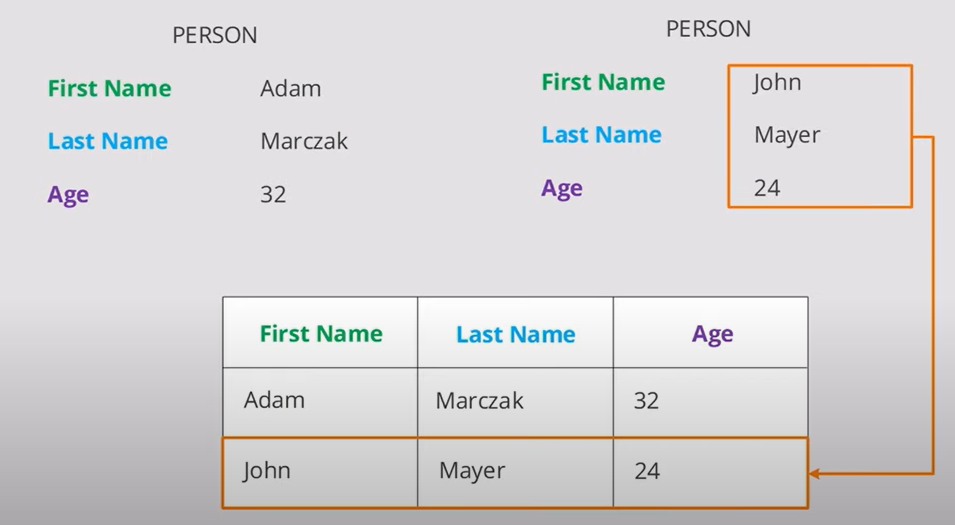 PERSON
First Name Adam
Last Name Marczak
Age 32
PERSON
First Name John
Last Name Mayer
Age 24
First Name Last Name Age
Adam Marczak 32
John Mayer 24